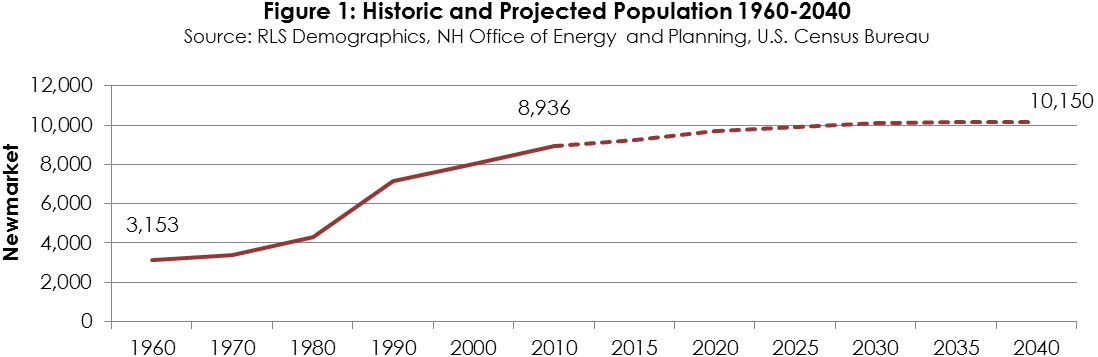 Figure 1: Historic and Projected Population 1960-2040
Source: RLS Demographics, NH Office of Energy and Planning, U.S. Census Bureau
Newmarket
12,000
10,000
8,000
6,000
4,000
2,000
0
3,153
8,936
10,150
1960 1970 1980 1990 2000 2010 2015 2020 2025 2030 2035 2040